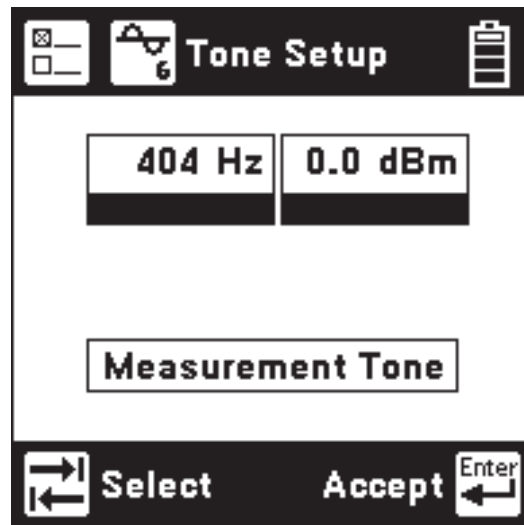 6 Tone Setup
404 Hz 0.0 dBm
Measurement Tone
Select Accept Enter